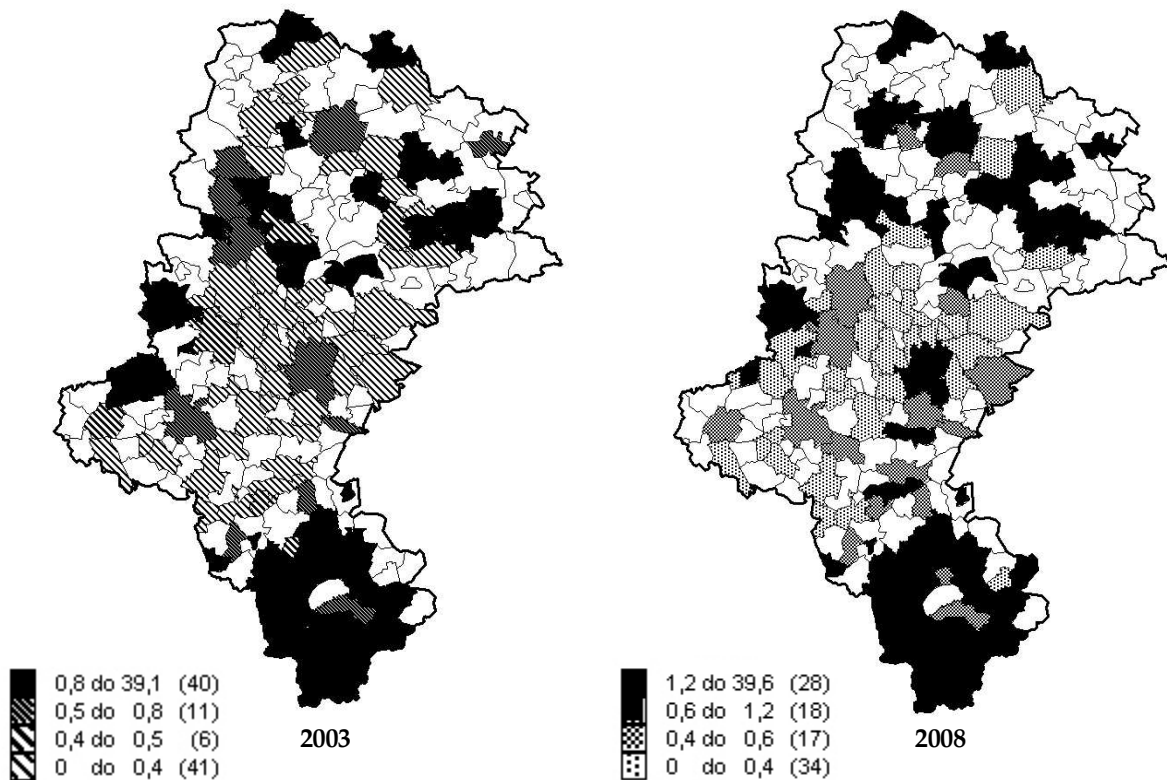 0,8 do 39,1 (40)
0,5 do 0,8 (11)
0,4 do 0,5 (6)
0 do 0,4 (41)
2003
1,2 do 39,6 (28)
0,6 do 1,2 (18)
0,4 do 0,6 (17)
0 do 0,4 (34)
2008